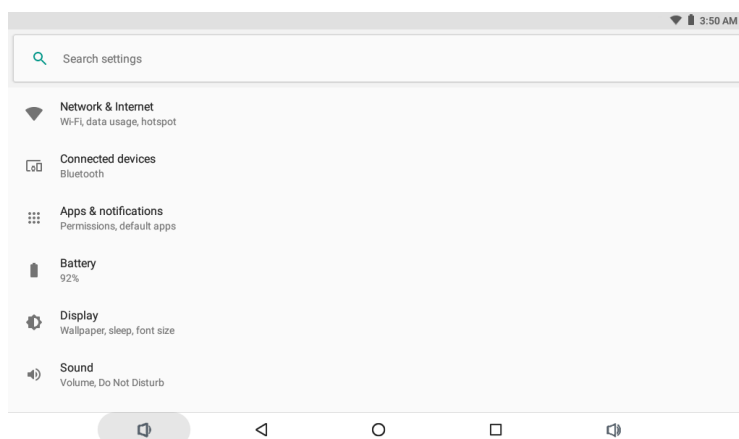 3:50 AM
Search settings
Network & Internet
Wi-Fi, data usage, hotspot
Connected devices
Bluetooth
Apps & notifications
Permissions, default apps
Battery
92%
Display
Wallpaper, sleep, font size
Sound
Volume, Do Not Disturb